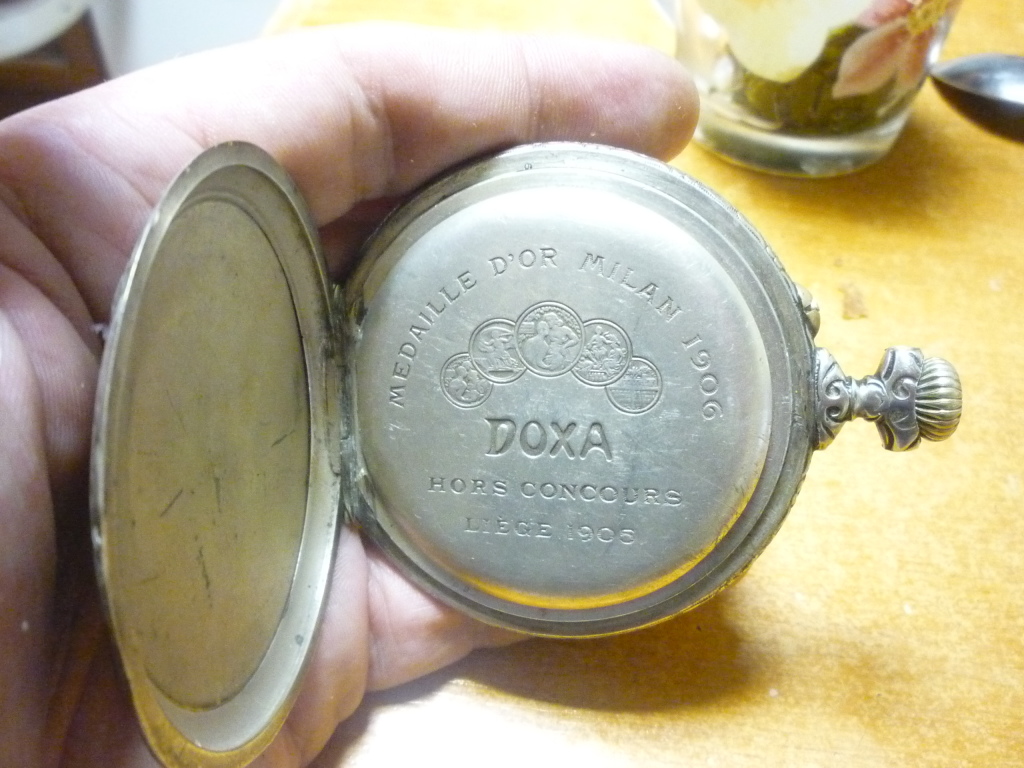 MEDAILLE D'OR MILAN 1906
DOXA
HORS CONCOURS
LIÈGE 1905